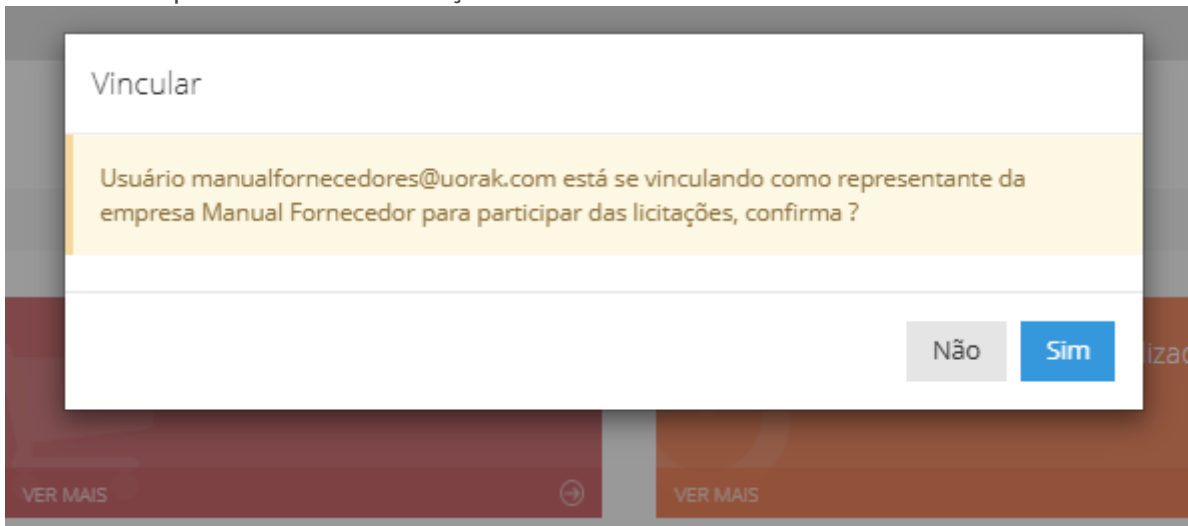 Vincular
Usuário manualfornecedores@uorak.com está se vinculando como representante da
empresa Manual Fornecedor para participar das licitações, confirma ?
Não
Sim
VER MAIS
VER MAIS